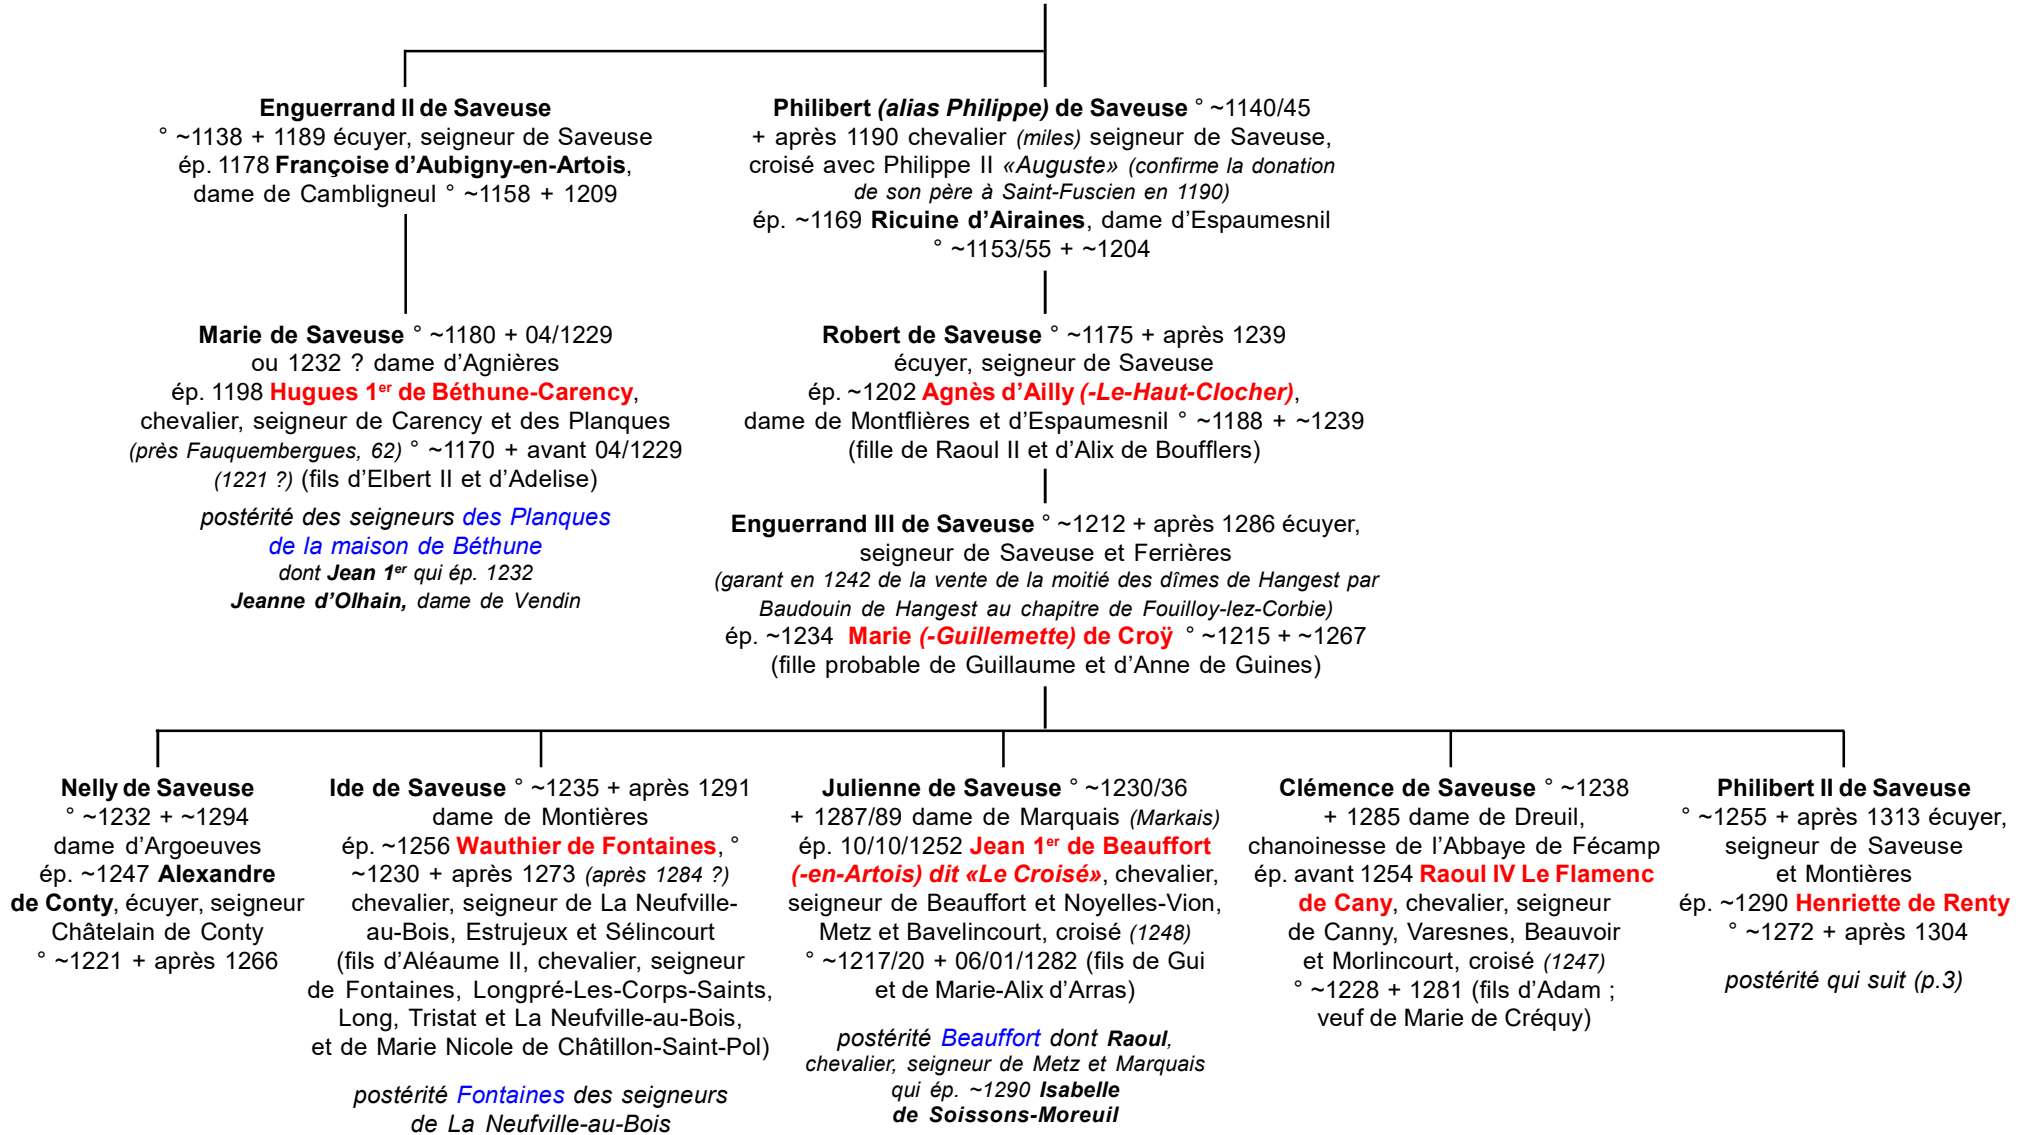 Enguerrand II de Saveuse
° ~1138 + 1189 écuyer, seigneur de Saveuse
ép. 1178 Françoise d'Aubigny-en-Artois,
dame de Cambligneul ° ~1158 + 1209
Philibert (alias Philippe) de Saveuse ° ~1140/45
+ après 1190 chevalier (miles) seigneur de Saveuse,
croisé avec Philippe II «Auguste» (confirme la donation
de son père à Saint-Fuscien en 1190)
ép. ~1169 Ricuine d'Airaines, dame d'Espaumesnil
° ~1153/55 + ~1204
Marie de Saveuse ° ~1180 + 04/1229
ou 1232 ? dame d'Agnières
ép. 1198 Hugues 1er de Béthune-Carency,
chevalier, seigneur de Carency et des Planques
(près Fauquembergues, 62) ° ~1170 + avant 04/1229
(1221 ?) (fils d'Elbert II et d'Adelise)
postérité des seigneurs des Planques
de la maison de Béthune
dont Jean 1er qui ép. 1232
Jeanne d'Olhain, dame de Vendin
Robert de Saveuse ° ~1175 + après 1239
écuyer, seigneur de Saveuse
ép. ~1202 Agnès d'Ailly (-Le-Haut-Clocher),
dame de Montflières et d'Espaumesnil ° ~1188 + ~1239
(fille de Raoul II et d'Alix de Boufflers)
Enguerrand III de Saveuse ° ~1212 + après 1286 écuyer,
seigneur de Saveuse et Ferrières
(garant en 1242 de la vente de la moitié des dîmes de Hangest par
Baudouin de Hangest au chapitre de Fouilloy-lez-Corbie)
ép. ~1234 Marie (-Guillemette) de Croÿ ° ~1215 + ~1267
(fille probable de Guillaume et d'Anne de Guines)
Nelly de Saveuse
° ~1232 + ~1294
dame d'Argoeuves
ép. ~1247 Alexandre
de Conty, écuyer, seigneur
Châtelain de Conty
° ~1221 + après 1266
Ide de Saveuse ° ~1235 + après 1291
dame de Montières
ép. ~1256 Wauthier de Fontaines, °
~1230 + après 1273 (après 1284 ?)
chevalier, seigneur de La Neufville-
au-Bois, Estrujeux et Sélincourt
(fils d'Aléaume II, chevalier, seigneur
de Fontaines, Longpré-Les-Corps-Saints,
Long, Tristat et La Neufville-au-Bois,
et de Marie Nicole de Châtillon-Saint-Pol)
postérité Fontaines des seigneurs
de La Neufville-au-Bois
Julienne de Saveuse ° ~1230/36
+ 1287/89 dame de Marquais (Markais)
ép. 10/10/1252 Jean 1er de Beauffort
(-en-Artois) dit «Le Croisé», chevalier,
seigneur de Beauffort et Noyelles-Vion,
Metz et Bavelincourt, croisé (1248)
° ~1217/20 + 06/01/1282 (fils de Gui
et de Marie-Alix d'Arras)
postérité Beauffort dont Raoul,
chevalier, seigneur de Metz et Marquais
qui ép. ~1290 Isabelle
de Soissons-Moreuil
Clémence de Saveuse ° ~1238
+ 1285 dame de Dreuil,
chanoinesse de l'Abbaye de Fécamp
ép. avant 1254 Raoul IV Le Flamenc
de Cany, chevalier, seigneur
de Canny, Varesnes, Beauvoir
et Morlincourt, croisé (1247)
° ~1228 + 1281 (fils d'Adam ;
veuf de Marie de Créquy)
Philibert II de Saveuse
° ~1255 + après 1313 écuyer,
seigneur de Saveuse
et Montières
ép. ~1290 Henriette de Renty
° ~1272 + après 1304
postérité qui suit (p.3)